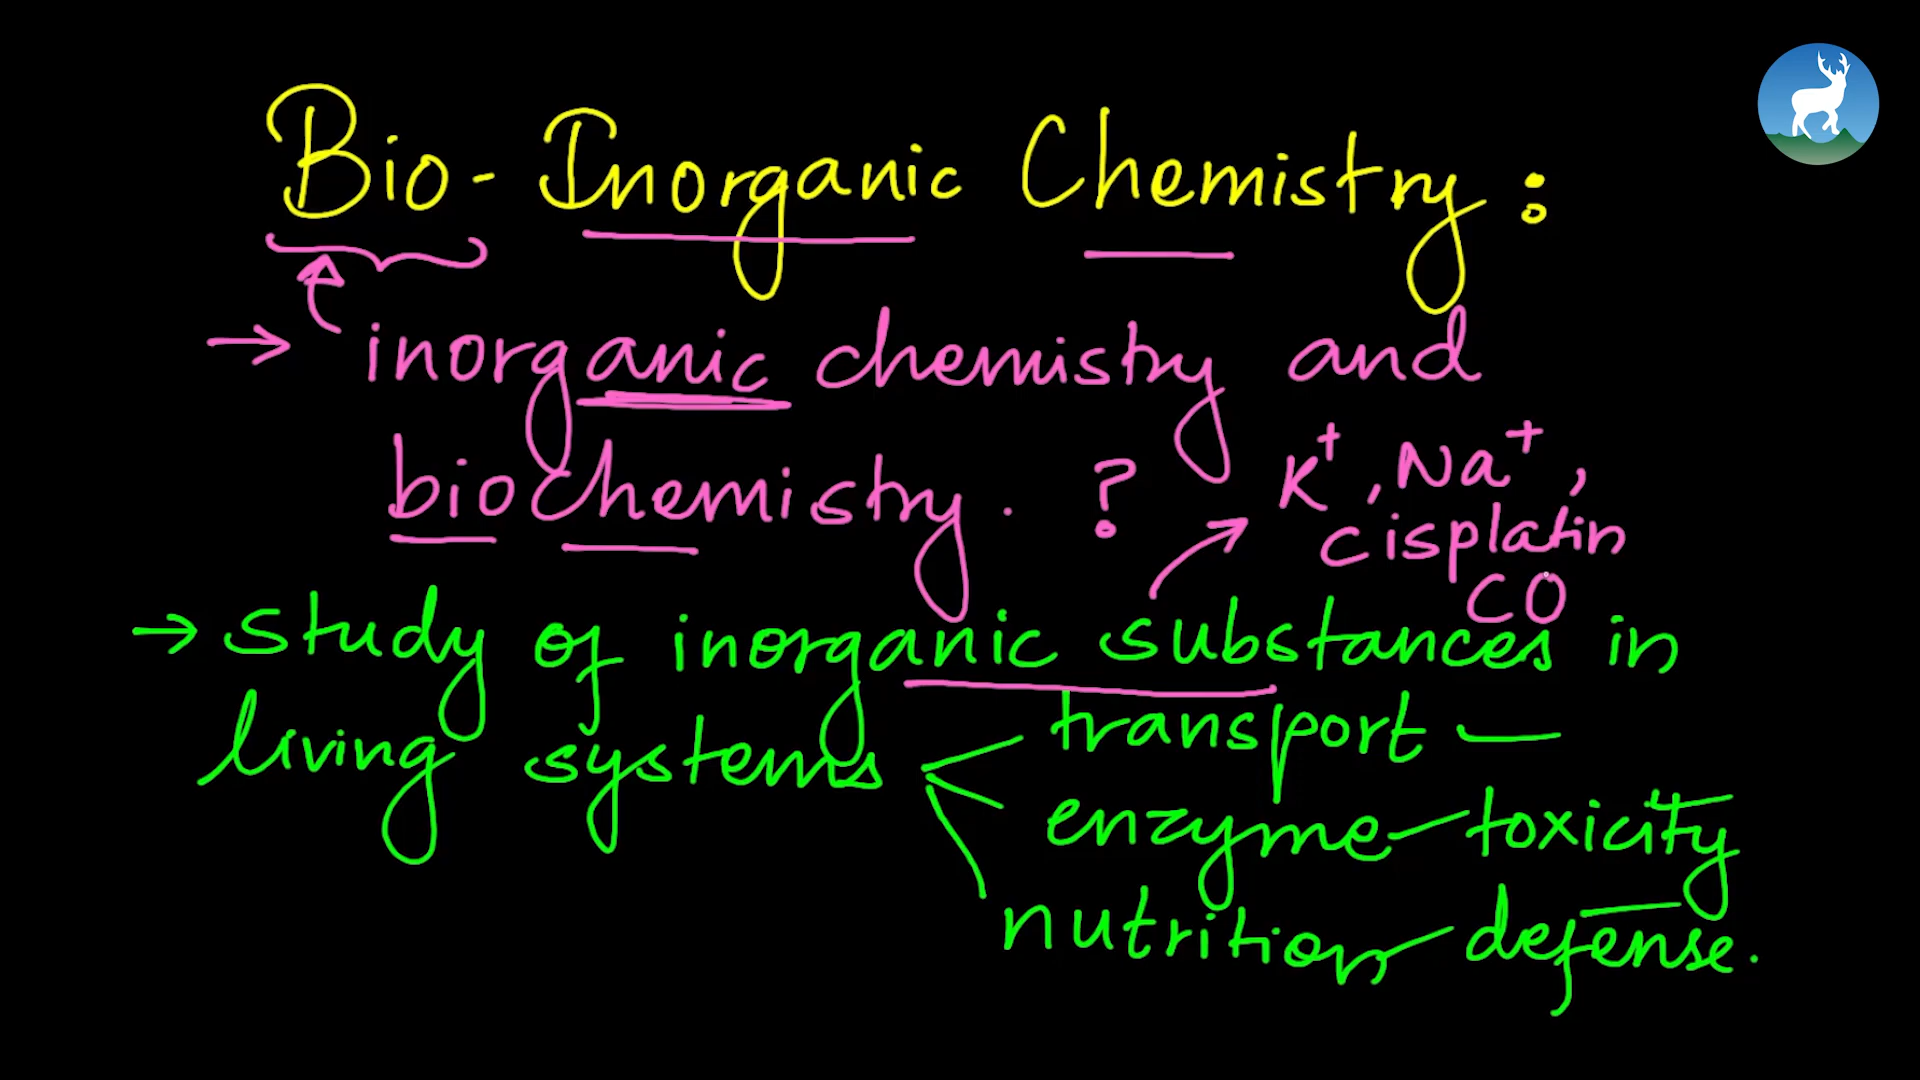 Bio-Inorganic Chemistry:
→ inorganic chemistry and
biochemistry. ?
K⁺, Na⁺,
cisplatin
CO
→ study of inorganic substances in
living systems
transport —
enzyme — toxicity
nutrition — defense.